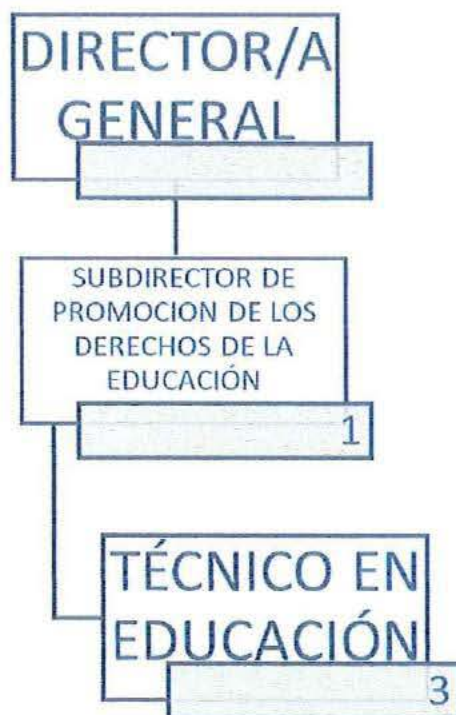 DIRECTOR/A
GENERAL
SUBDIRECTOR DE
PROMOCION DE LOS
DERECHOS DE LA
EDUCACIÓN
1
TÉCNICO EN
EDUCACIÓN
3